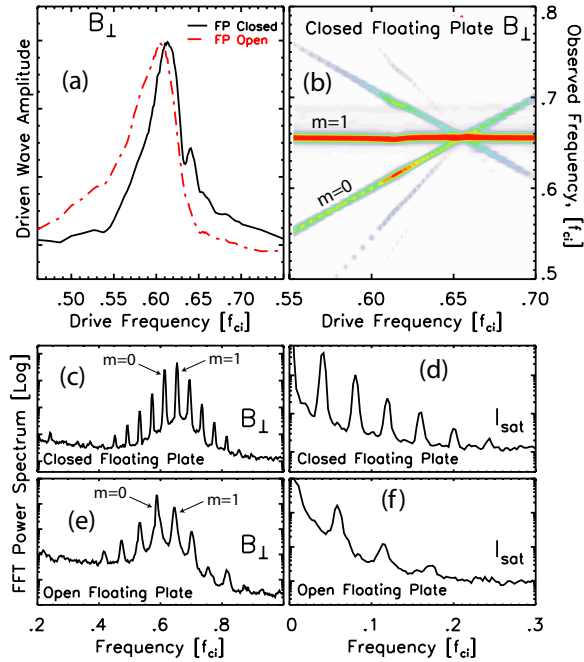 B⊥
FP Closed
FP Open
(a)
Driven Wave Amplitude
.50 .55 .60 .65 .70
Drive Frequency [fci]
Closed Floating Plate B⊥
(b)
m=1
m=0
.8
.7
.6
.5
Observed Frequency, [fci]
.55 .60 .65 .70
Drive Frequency [fci]
FFT Power Spectrum [Log]
(c)
m=0
m=1
B⊥
Closed Floating Plate
(d)
Isat
Closed Floating Plate
(e)
m=0
m=1
B⊥
Open Floating Plate
.2 .4 .6 .8
Frequency [fci]
(f)
Isat
Open Floating Plate
0 0.1 0.2 0.3
Frequency [fci]